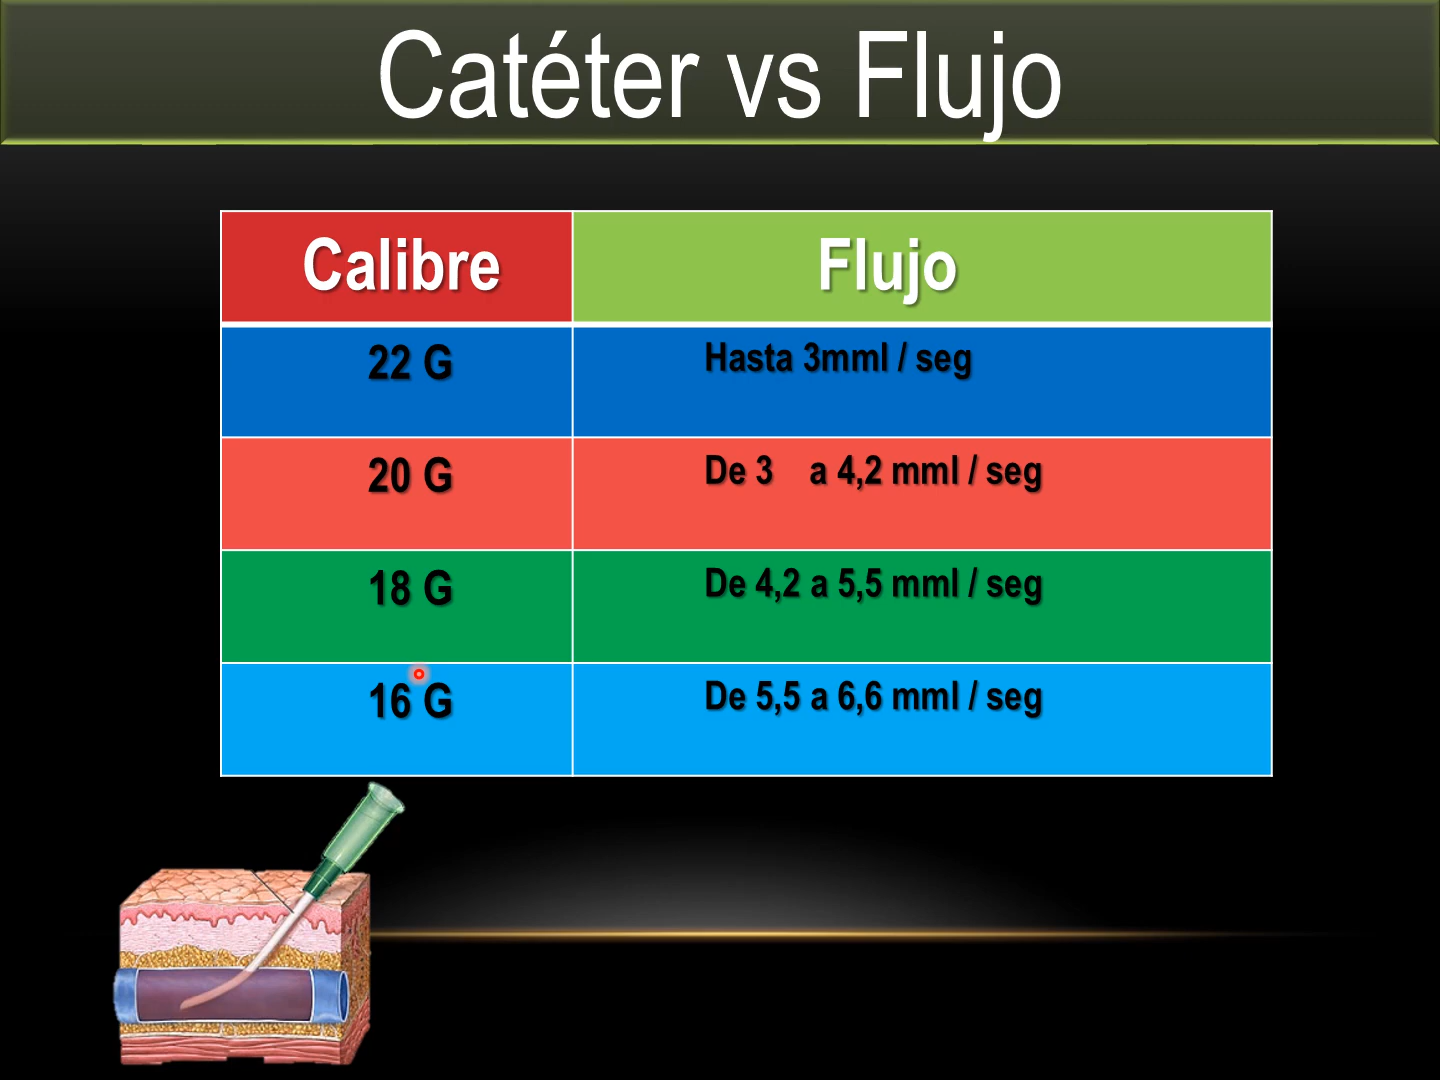 Catéter vs Flujo
Calibre
Flujo
22 G
Hasta 3mml / seg
20 G
De 3 a 4,2 mml / seg
18 G
De 4,2 a 5,5 mml / seg
16 G
De 5,5 a 6,6 mml / seg